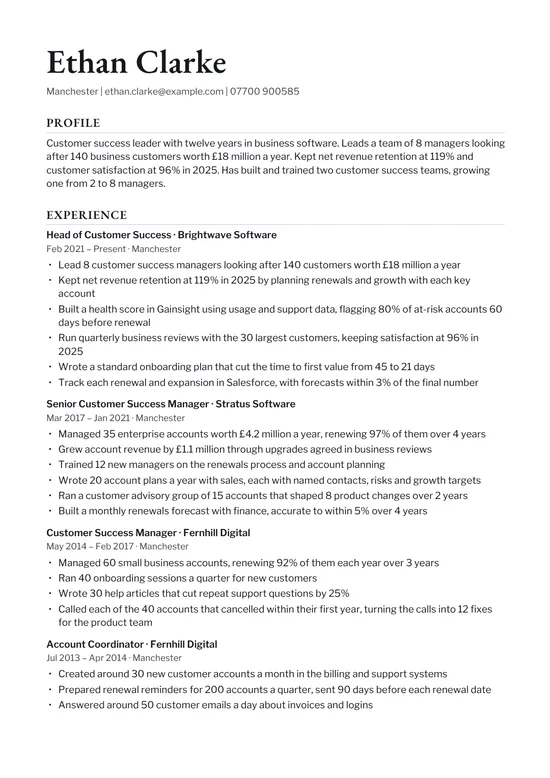 Ethan Clarke
Manchester | ethan.clarke@example.com | 07700 900585
PROFILE
Customer success leader with twelve years in business software. Leads a team of 8 managers looking
after 140 business customers worth £18 million a year. Kept net revenue retention at 119% and
customer satisfaction at 96% in 2025. Has built and trained two customer success teams, growing
one from 2 to 8 managers.
EXPERIENCE
Head of Customer Success · Brightwave Software
Feb 2021 – Present · Manchester
• Lead 8 customer success managers looking after 140 customers worth £18 million a year
• Kept net revenue retention at 119% in 2025 by planning renewals and growth with each key
account
• Built a health score in Gainsight using usage and support data, flagging 80% of at-risk accounts 60
days before renewal
• Run quarterly business reviews with the 30 largest customers, keeping satisfaction at 96% in
2025
• Wrote a standard onboarding plan that cut the time to first value from 45 to 21 days
• Track each renewal and expansion in Salesforce, with forecasts within 3% of the final number
Senior Customer Success Manager · Stratus Software
Mar 2017 – Jan 2021 · Manchester
• Managed 35 enterprise accounts worth £4.2 million a year, renewing 97% of them over 4 years
• Grew account revenue by £1.1 million through upgrades agreed in business reviews
• Trained 12 new managers on the renewals process and account planning
• Wrote 20 account plans a year with sales, each with named contacts, risks and growth targets
• Ran a customer advisory group of 15 accounts that shaped 8 product changes over 2 years
• Built a monthly renewals forecast with finance, accurate to within 5% over 4 years
Customer Success Manager · Fernhill Digital
May 2014 – Feb 2017 · Manchester
• Managed 60 small business accounts, renewing 92% of them each year over 3 years
• Ran 40 onboarding sessions a quarter for new customers
• Wrote 30 help articles that cut repeat support questions by 25%
• Called each of the 40 accounts that cancelled within their first year, turning the calls into 12 fixes
for the product team
Account Coordinator · Fernhill Digital
Jul 2013 – Apr 2014 · Manchester
• Created around 30 new customer accounts a month in the billing and support systems
• Prepared renewal reminders for 200 accounts a quarter, sent 90 days before each renewal date
• Answered around 50 customer emails a day about invoices and logins